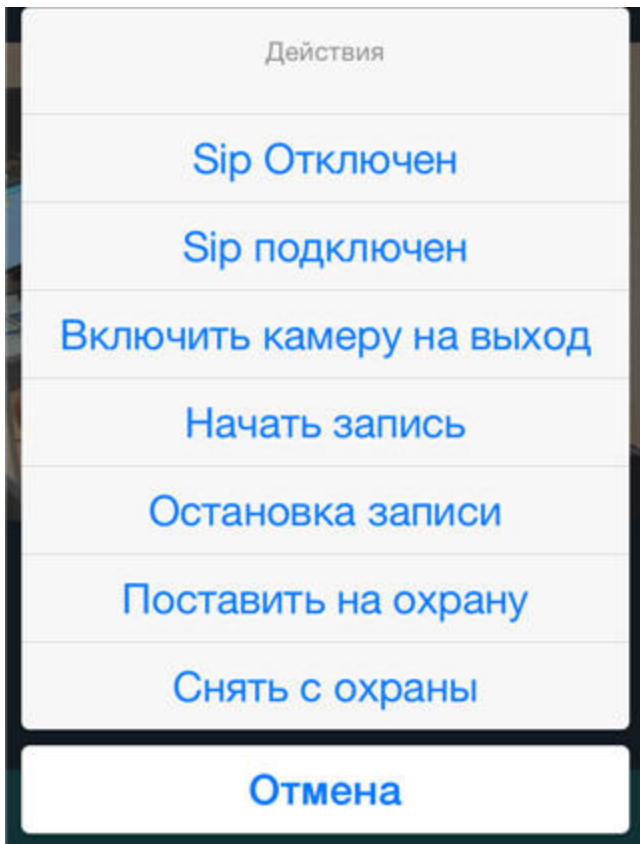 Действия
Sip Отключен
Sip подключен
Включить камеру на выход
Начать запись
Остановка записи
Поставить на охрану
Снять с охраны
Отмена